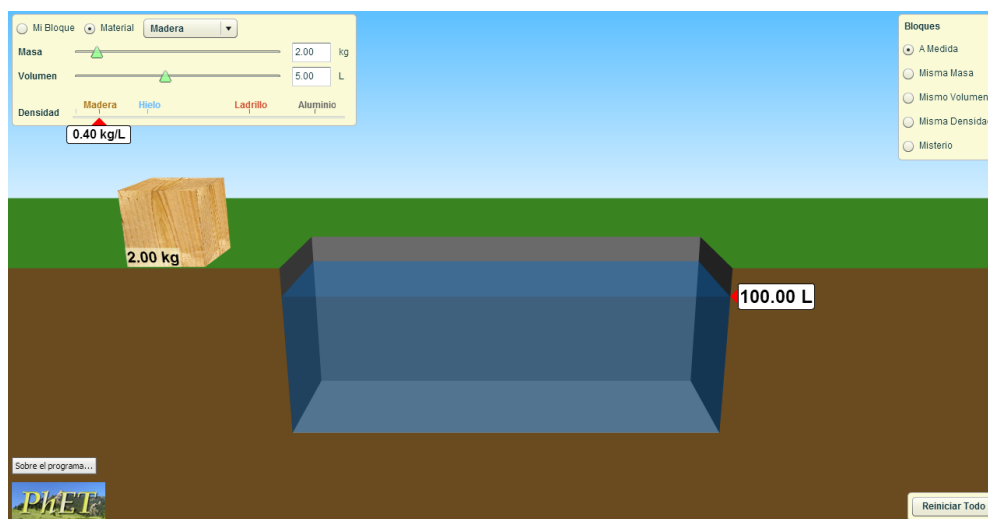 Mi Bloque Material Madera
Masa 2.00 kg
Volumen 5.00 L
Madera Hielo Ladrillo Aluminio
Densidad
0.40 kg/L
Bloques
A Medida
Misma Masa
Mismo Volumen
Misma Densidad
Misterio
2.00 kg
100.00 L
Sobre el programa...
PhET
Reiniciar Todo